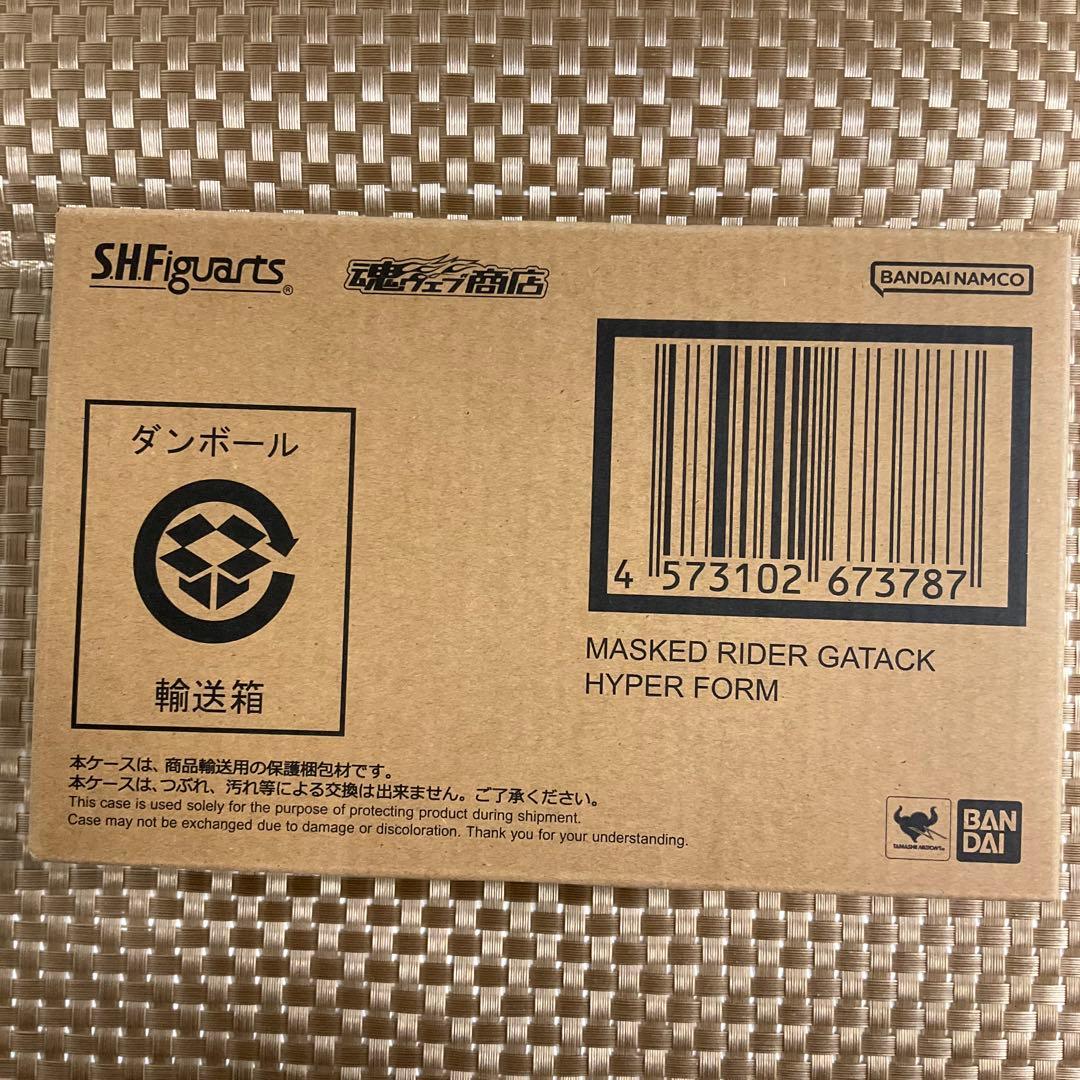 S.H.Figuarts®
魂ウェブ商店
BANDAI NAMCO
ダンボール
輸送箱
4 573102 673787
MASKED RIDER GATACK
HYPER FORM
本ケースは、商品輸送用の保護梱包材です。
本ケースは、つぶれ、汚れ等による交換は出来ません。ご了承ください。
This case is used solely for the purpose of protecting product during shipment.
Case may not be exchanged due to damage or discoloration. Thank you for your understanding.
TAMASHII NATIONS
BAN
DAI